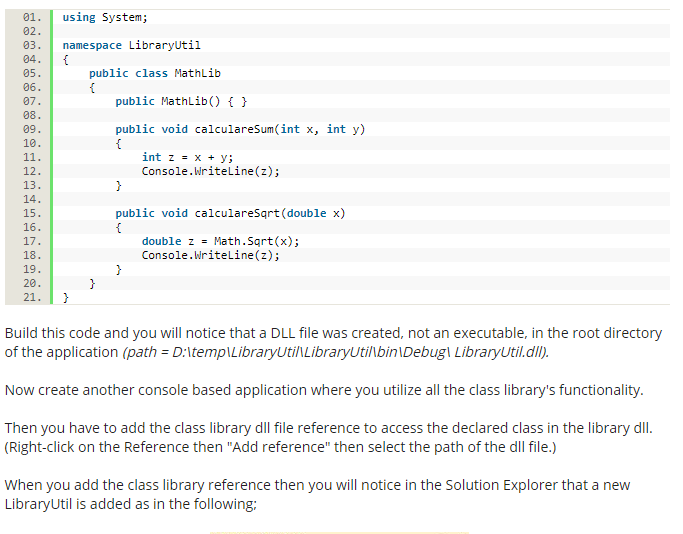 01. using System;
02.
03. namespace LibraryUtil
04. {
05.     public class MathLib
06.     {
07.         public MathLib() { }
08.
09.         public void calculareSum(int x, int y)
10.         {
11.             int z = x + y;
12.             Console.WriteLine(z);
13.         }
14.
15.         public void calculareSqrt(double x)
16.         {
17.             double z = Math.Sqrt(x);
18.             Console.WriteLine(z);
19.         }
20.     }
21. }
Build this code and you will notice that a DLL file was created, not an executable, in the root directory
of the application (path = D:\temp\LibraryUtil\LibraryUtil\bin\Debug\ LibraryUtil.dll).
Now create another console based application where you utilize all the class library's functionality.
Then you have to add the class library dll file reference to access the declared class in the library dll.
(Right-click on the Reference then "Add reference" then select the path of the dll file.)
When you add the class library reference then you will notice in the Solution Explorer that a new
LibraryUtil is added as in the following;